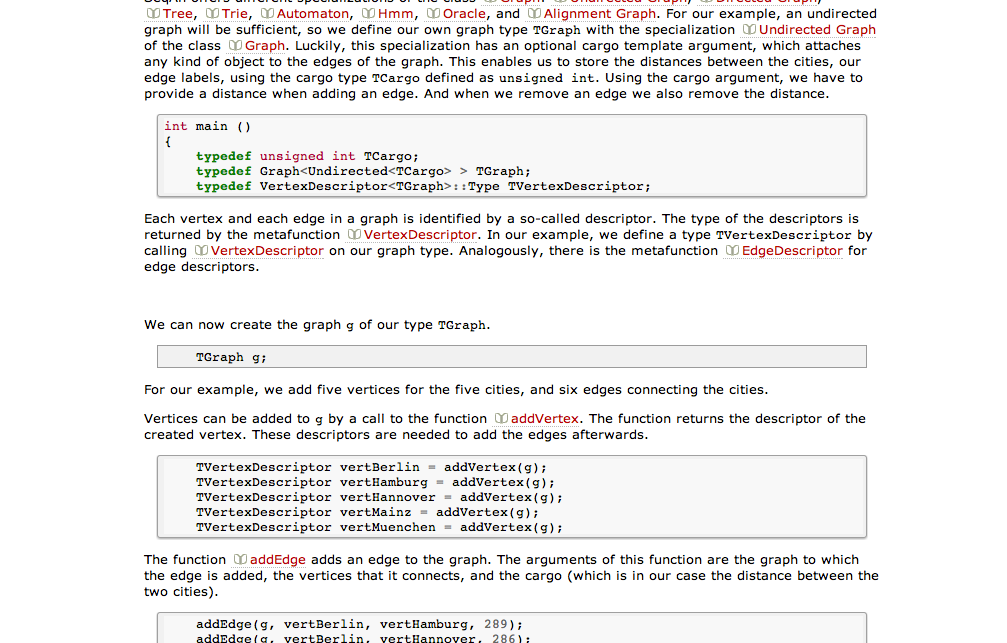 SeqAn offers different specializations of the class Graph: Undirected Graph, Directed Graph,
Tree, Trie, Automaton, Hmm, Oracle, and Alignment Graph. For our example, an undirected
graph will be sufficient, so we define our own graph type TGraph with the specialization Undirected Graph
of the class Graph. Luckily, this specialization has an optional cargo template argument, which attaches
any kind of object to the edges of the graph. This enables us to store the distances between the cities, our
edge labels, using the cargo type TCargo defined as unsigned int. Using the cargo argument, we have to
provide a distance when adding an edge. And when we remove an edge we also remove the distance.
int main ()
{
typedef unsigned int TCargo;
typedef Graph<Undirected<TCargo> > TGraph;
typedef VertexDescriptor<TGraph>::Type TVertexDescriptor;
Each vertex and each edge in a graph is identified by a so-called descriptor. The type of the descriptors is
returned by the metafunction VertexDescriptor. In our example, we define a type TVertexDescriptor by
calling VertexDescriptor on our graph type. Analogously, there is the metafunction EdgeDescriptor for
edge descriptors.
We can now create the graph g of our type TGraph.
TGraph g;
For our example, we add five vertices for the five cities, and six edges connecting the cities.
Vertices can be added to g by a call to the function addVertex. The function returns the descriptor of the
created vertex. These descriptors are needed to add the edges afterwards.
TVertexDescriptor vertBerlin = addVertex(g);
TVertexDescriptor vertHamburg = addVertex(g);
TVertexDescriptor vertHannover = addVertex(g);
TVertexDescriptor vertMainz = addVertex(g);
TVertexDescriptor vertMuenchen = addVertex(g);
The function addEdge adds an edge to the graph. The arguments of this function are the graph to which
the edge is added, the vertices that it connects, and the cargo (which is in our case the distance between the
two cities).
addEdge(g, vertBerlin, vertHamburg, 289);
addEdge(g, vertBerlin, vertHannover, 286);